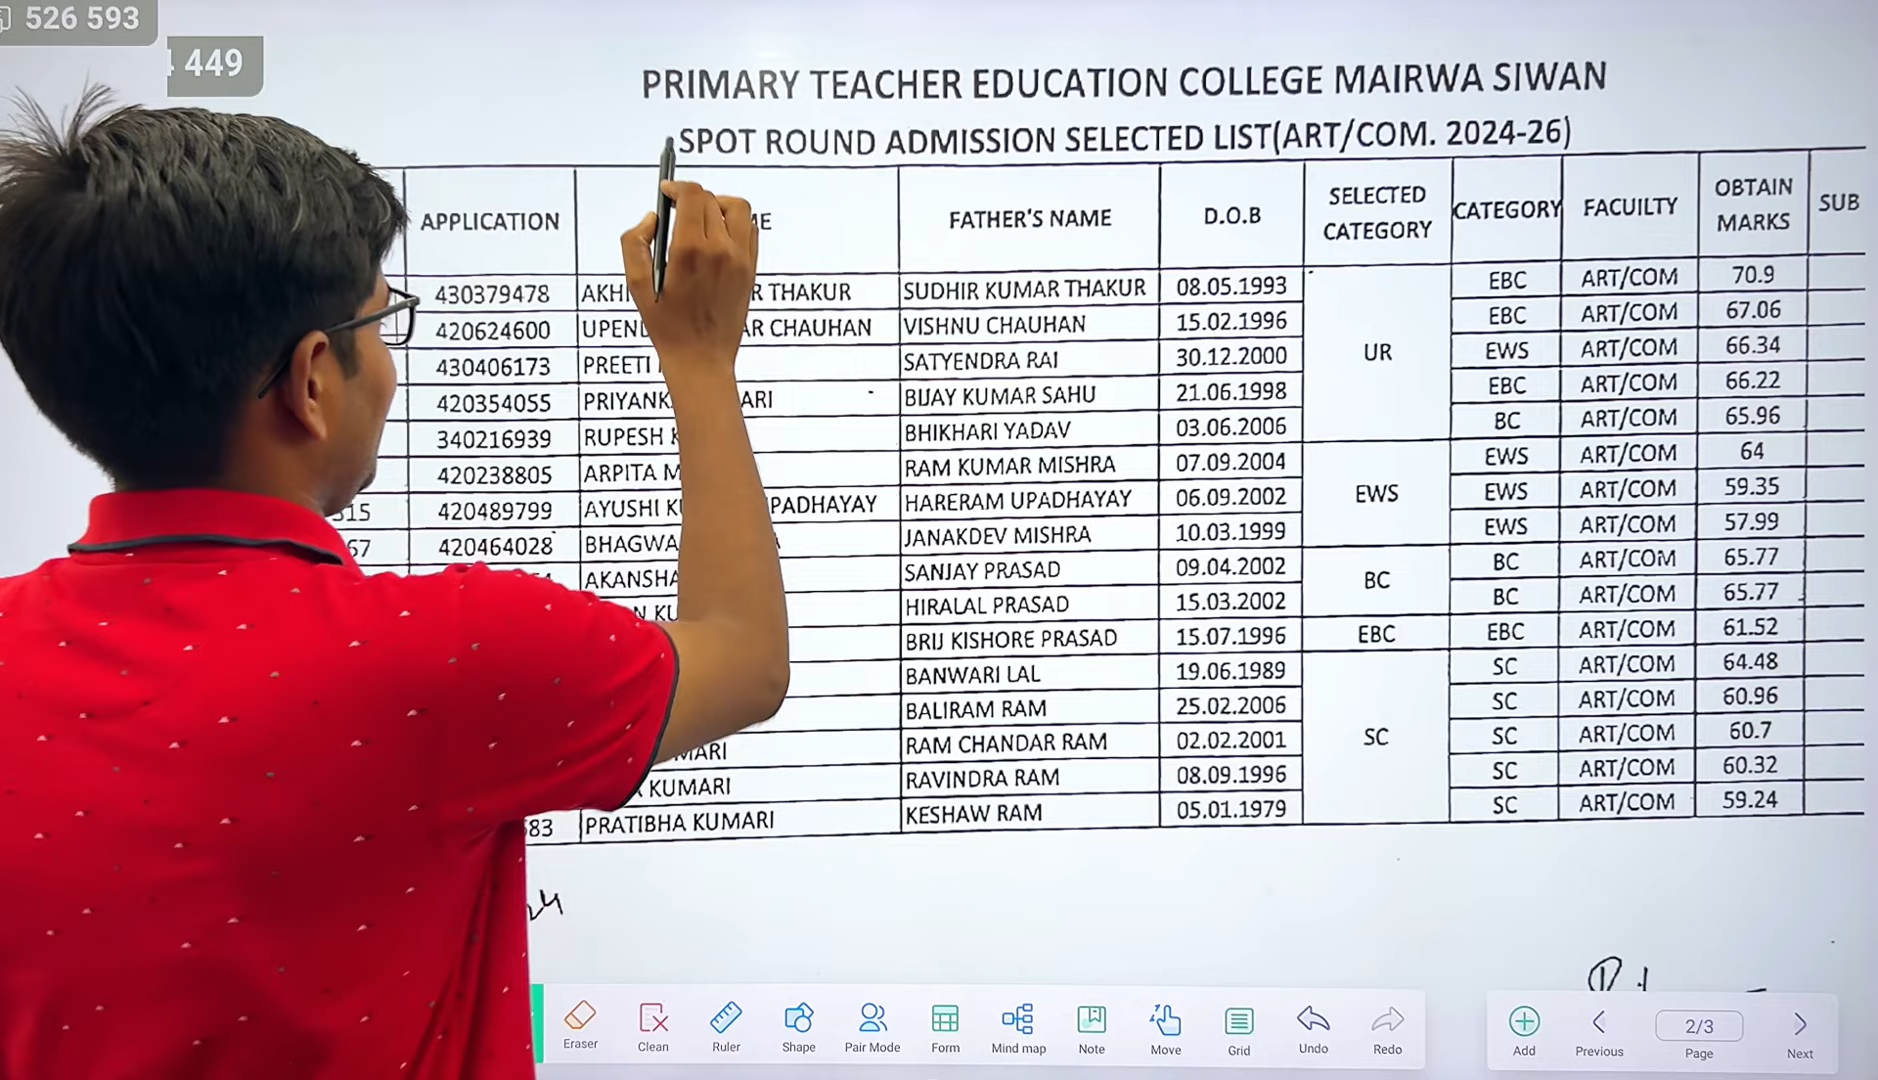 526 593
449
PRIMARY TEACHER EDUCATION COLLEGE MAIRWA SIWAN
SPOT ROUND ADMISSION SELECTED LIST(ART/COM. 2024-26)
APPLICATION FATHER'S NAME D.O.B SELECTED CATEGORY CATEGORY FACUILTY OBTAIN MARKS SUB
430379478 THAKUR SUDHIR KUMAR THAKUR 08.05.1993 EBC ART/COM 70.9
420624600 CHAUHAN VISHNU CHAUHAN 15.02.1996 EBC ART/COM 67.06
430406173 PREETI SATYENDRA RAI 30.12.2000 UR EWS ART/COM 66.34
420354055 BIJAY KUMAR SAHU 21.06.1998 EBC ART/COM 66.22
340216939 RUPESH BHIKHARI YADAV 03.06.2006 BC ART/COM 65.96
420238805 ARPITA RAM KUMAR MISHRA 07.09.2004 EWS ART/COM 64
315 420489799 AYUSHI PADHAYAY HARERAM UPADHAYAY 06.09.2002 EWS EWS ART/COM 59.35
67 420464028 JANAKDEV MISHRA 10.03.1999 EWS ART/COM 57.99
AKANSHA SANJAY PRASAD 09.04.2002 BC BC ART/COM 65.77
HIRALAL PRASAD 15.03.2002 BC ART/COM 65.77
BRIJ KISHORE PRASAD 15.07.1996 EBC EBC ART/COM 61.52
BANWARI LAL 19.06.1989 SC ART/COM 64.48
BALIRAM RAM 25.02.2006 SC ART/COM 60.96
RAM CHANDAR RAM 02.02.2001 SC SC ART/COM 60.7
KUMARI RAVINDRA RAM 08.09.1996 SC ART/COM 60.32
83 PRATIBHA KUMARI KESHAW RAM 05.01.1979 SC ART/COM 59.24
24
Eraser Clean Ruler Shape Pair Mode Form Mind map Note Move Grid Undo Redo Add Previous 2/3 Page Next